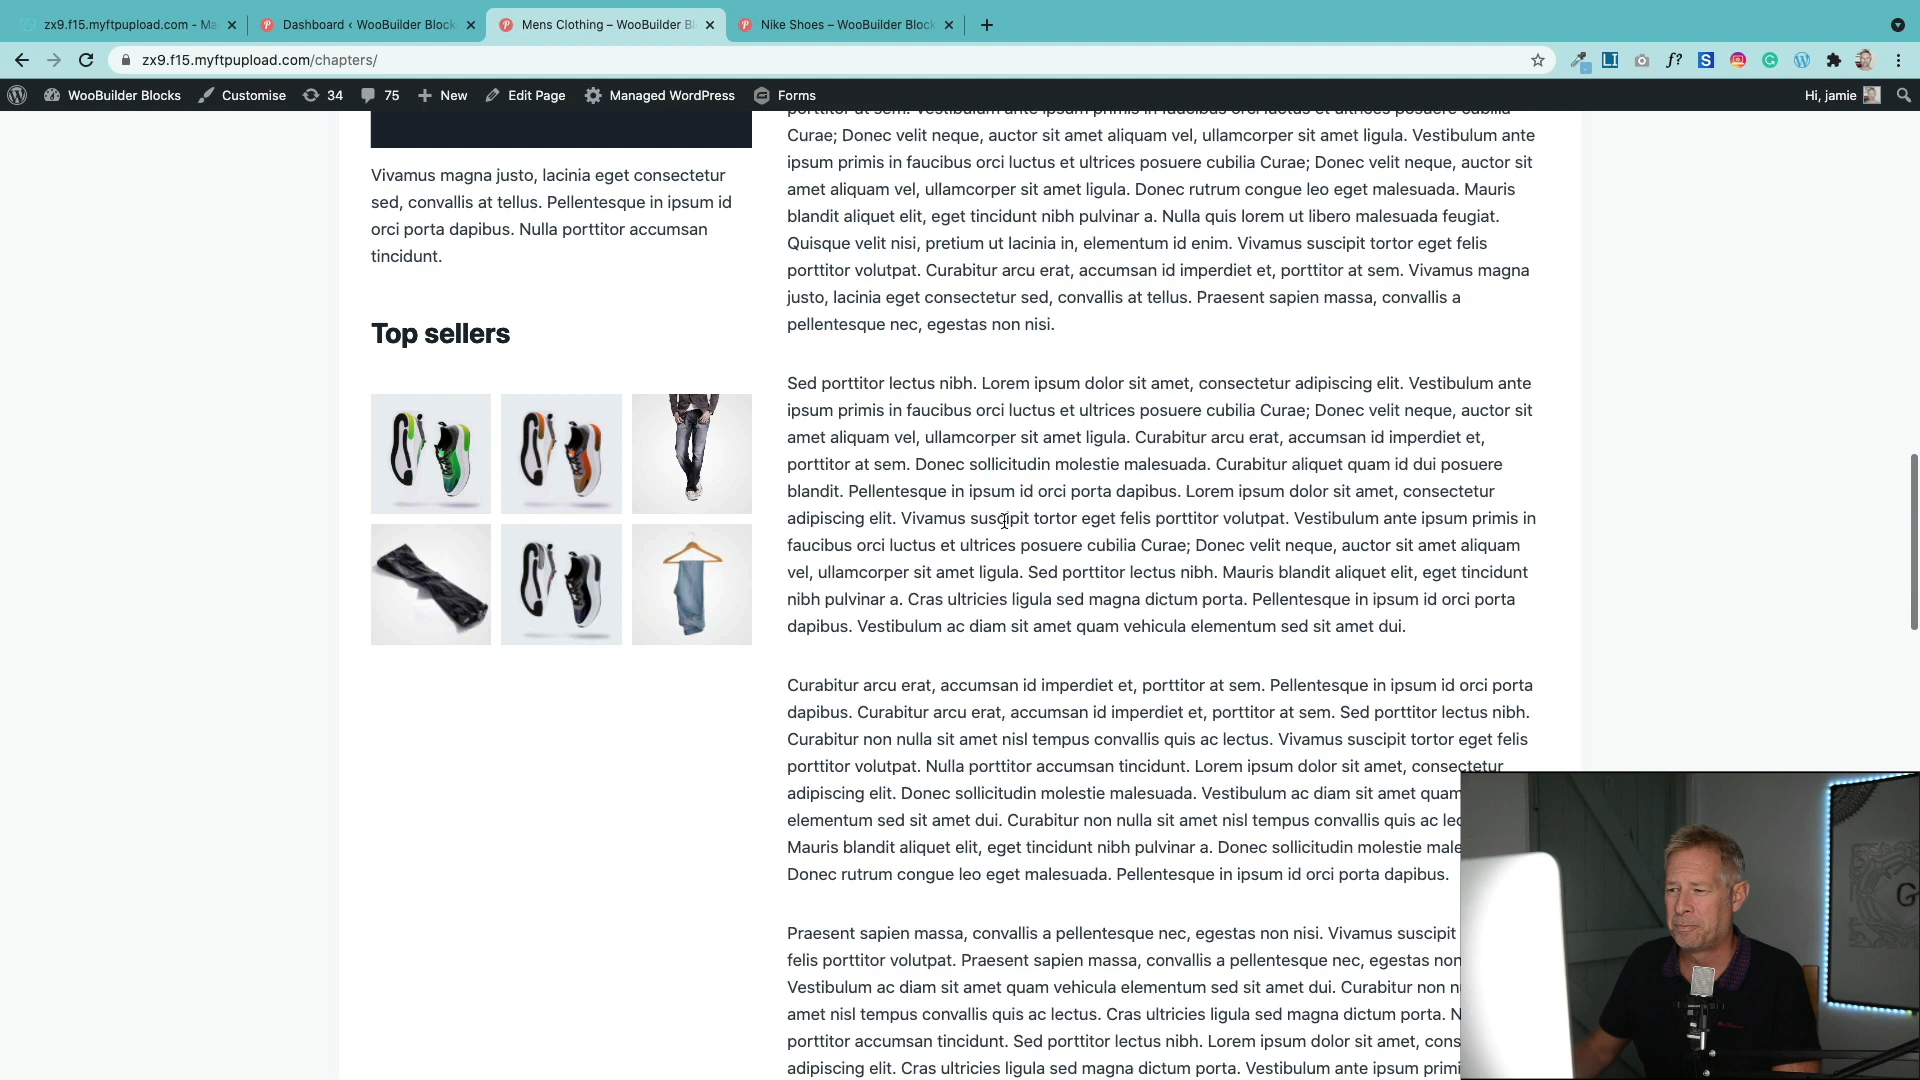 zx9.f15.myftpupload.com - Ma
Dashboard ‹ WooBuilder Block
Mens Clothing – WooBuilder Bl
Nike Shoes – WooBuilder Block
zx9.f15.myftpupload.com/chapters/
WooBuilder Blocks
Customise
34
75
New
Edit Page
Managed WordPress
Forms
Hi, jamie
Vivamus magna justo, lacinia eget consectetur
sed, convallis at tellus. Pellentesque in ipsum id
orci porta dapibus. Nulla porttitor accumsan
tincidunt.
Top sellers
porttitor at sem. Vestibulum ante ipsum primis in faucibus orci luctus et ultrices posuere cubilia
Curae; Donec velit neque, auctor sit amet aliquam vel, ullamcorper sit amet ligula. Vestibulum ante
ipsum primis in faucibus orci luctus et ultrices posuere cubilia Curae; Donec velit neque, auctor sit
amet aliquam vel, ullamcorper sit amet ligula. Donec rutrum congue leo eget malesuada. Mauris
blandit aliquet elit, eget tincidunt nibh pulvinar a. Nulla quis lorem ut libero malesuada feugiat.
Quisque velit nisi, pretium ut lacinia in, elementum id enim. Vivamus suscipit tortor eget felis
porttitor volutpat. Curabitur arcu erat, accumsan id imperdiet et, porttitor at sem. Vivamus magna
justo, lacinia eget consectetur sed, convallis at tellus. Praesent sapien massa, convallis a
pellentesque nec, egestas non nisi.
Sed porttitor lectus nibh. Lorem ipsum dolor sit amet, consectetur adipiscing elit. Vestibulum ante
ipsum primis in faucibus orci luctus et ultrices posuere cubilia Curae; Donec velit neque, auctor sit
amet aliquam vel, ullamcorper sit amet ligula. Curabitur arcu erat, accumsan id imperdiet et,
porttitor at sem. Donec sollicitudin molestie malesuada. Curabitur aliquet quam id dui posuere
blandit. Pellentesque in ipsum id orci porta dapibus. Lorem ipsum dolor sit amet, consectetur
adipiscing elit. Vivamus suscipit tortor eget felis porttitor volutpat. Vestibulum ante ipsum primis in
faucibus orci luctus et ultrices posuere cubilia Curae; Donec velit neque, auctor sit amet aliquam
vel, ullamcorper sit amet ligula. Sed porttitor lectus nibh. Mauris blandit aliquet elit, eget tincidunt
nibh pulvinar a. Cras ultricies ligula sed magna dictum porta. Pellentesque in ipsum id orci porta
dapibus. Vestibulum ac diam sit amet quam vehicula elementum sed sit amet dui.
Curabitur arcu erat, accumsan id imperdiet et, porttitor at sem. Pellentesque in ipsum id orci porta
dapibus. Curabitur arcu erat, accumsan id imperdiet et, porttitor at sem. Sed porttitor lectus nibh.
Curabitur non nulla sit amet nisl tempus convallis quis ac lectus. Vivamus suscipit tortor eget felis
porttitor volutpat. Nulla porttitor accumsan tincidunt. Lorem ipsum dolor sit amet, consectetur
adipiscing elit. Donec sollicitudin molestie malesuada. Vestibulum ac diam sit amet quam
elementum sed sit amet dui. Curabitur non nulla sit amet nisl tempus convallis quis ac lec
Mauris blandit aliquet elit, eget tincidunt nibh pulvinar a. Donec sollicitudin molestie male
Donec rutrum congue leo eget malesuada. Pellentesque in ipsum id orci porta dapibus.
Praesent sapien massa, convallis a pellentesque nec, egestas non nisi. Vivamus suscipit
felis porttitor volutpat. Praesent sapien massa, convallis a pellentesque nec, egestas non
Vestibulum ac diam sit amet quam vehicula elementum sed sit amet dui. Curabitur non n
amet nisl tempus convallis quis ac lectus. Cras ultricies ligula sed magna dictum porta. N
porttitor accumsan tincidunt. Sed porttitor lectus nibh. Lorem ipsum dolor sit amet, cons
adipiscing elit. Cras ultricies ligula sed magna dictum porta. Vestibulum ante ipsum primi